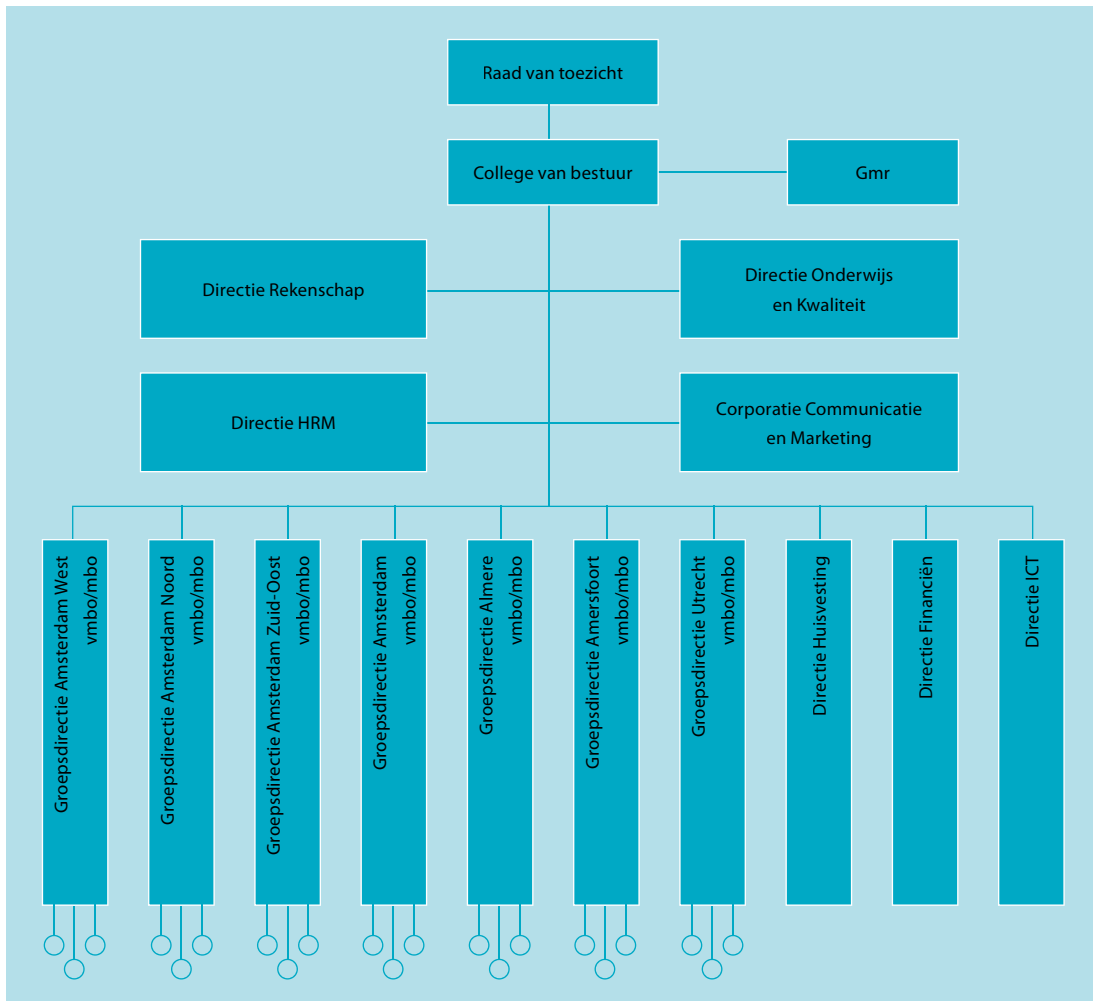 Raad van toezicht
College van bestuur
Gmr
Directie Rekenschap
Directie Onderwijs
en Kwaliteit
Directie HRM
Corporatie Communicatie
en Marketing
Groepsdirectie Amsterdam West
vmbo/mbo
Groepsdirectie Amsterdam Noord
vmbo/mbo
Groepsdirectie Amsterdam Zuid-Oost
vmbo/mbo
Groepsdirectie Amsterdam
vmbo/mbo
Groepsdirectie Almere
vmbo/mbo
Groepsdirectie Amersfoort
vmbo/mbo
Groepsdirectie Utrecht
vmbo/mbo
Directie Huisvesting
Directie Financiën
Directie ICT